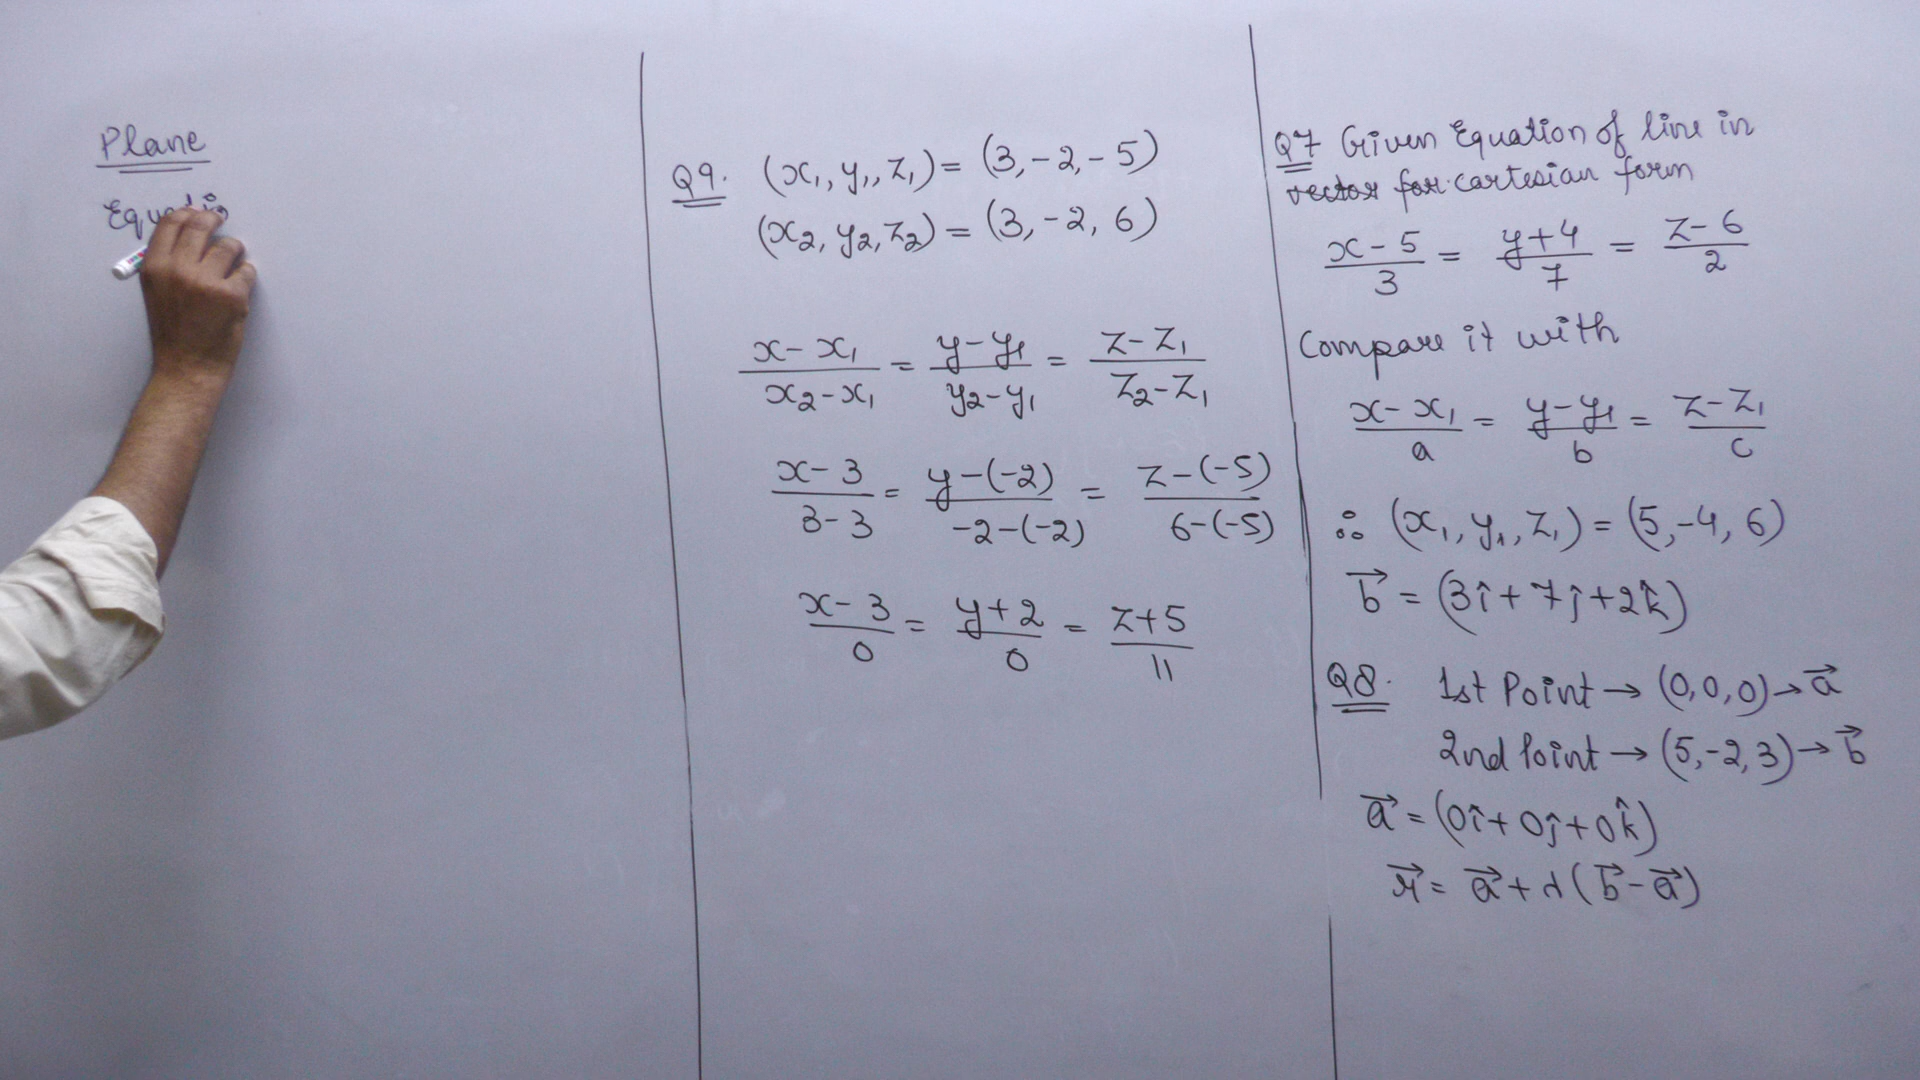 Plane
Equatio
Q9. (x₁, y₁, z₁) = (3, -2, -5)
(x₂, y₂, z₂) = (3, -2, 6)
x - x₁ / x₂ - x₁ = y - y₁ / y₂ - y₁ = z - z₁ / z₂ - z₁
x - 3 / 3 - 3 = y - (-2) / -2 - (-2) = z - (-5) / 6 - (-5)
x - 3 / 0 = y + 2 / 0 = z + 5 / 11
Q7 Given Equation of line in
vector for cartesian form
x - 5 / 3 = y + 4 / 7 = z - 6 / 2
Compare it with
x - x₁ / a = y - y₁ / b = z - z₁ / c
∴ (x₁, y₁, z₁) = (5, -4, 6)
b⃗ = (3î + 7ĵ + 2k̂)
Q8. 1st Point → (0, 0, 0) → a⃗
2nd Point → (5, -2, 3) → b⃗
a⃗ = (0î + 0ĵ + 0k̂)
r⃗ = a⃗ + λ (b⃗ - a⃗)